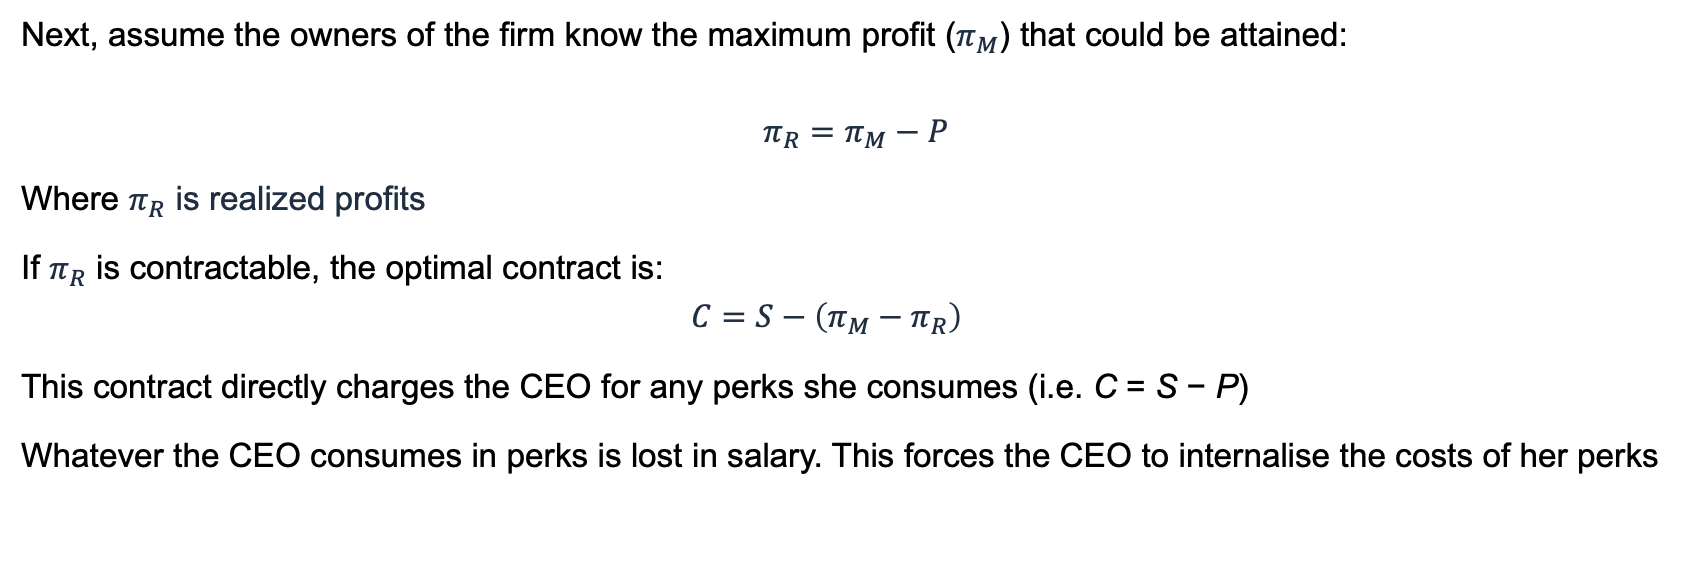 Next, assume the owners of the firm know the maximum profit (π_M) that could be attained:
π_R = π_M − P
Where π_R is realized profits
If π_R is contractable, the optimal contract is:
C = S − (π_M − π_R)
This contract directly charges the CEO for any perks she consumes (i.e. C = S − P)
Whatever the CEO consumes in perks is lost in salary. This forces the CEO to internalise the costs of her perks